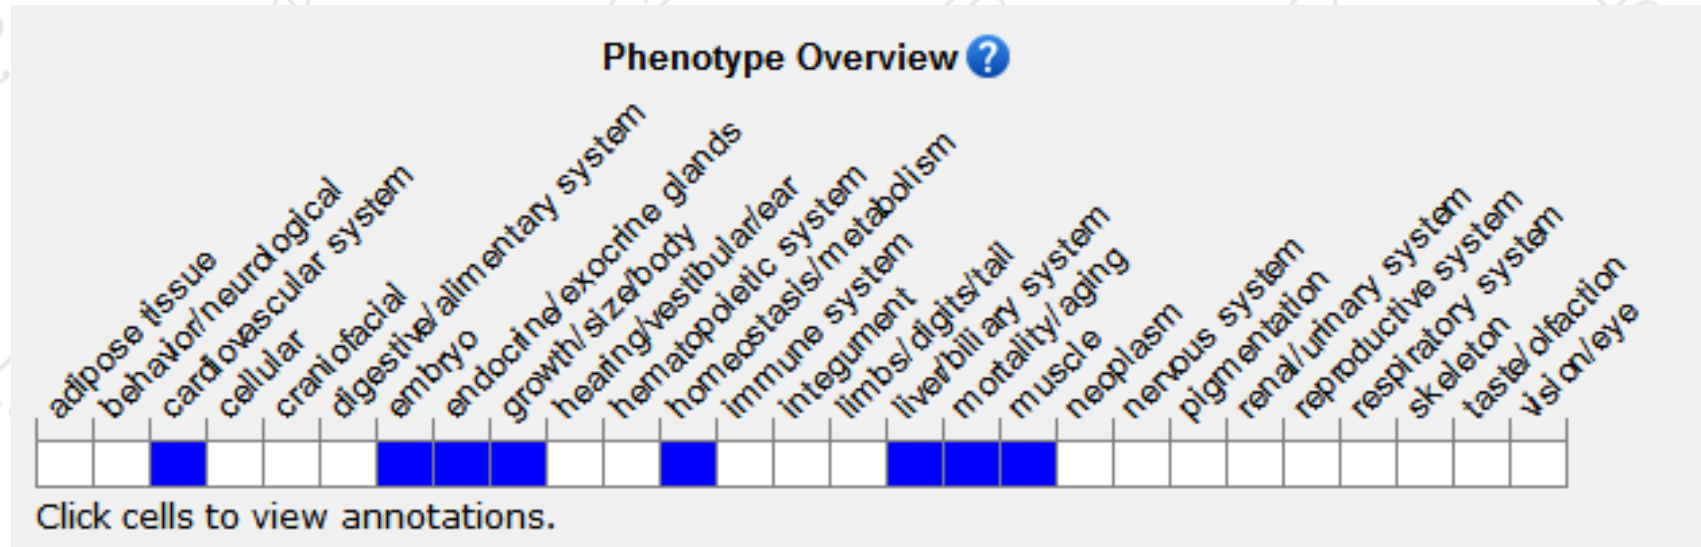 Phenotype Overview ?
adipose tissue
behavior/neurological
cardiovascular system
cellular
craniofacial
digestive/alimentary system
embryo
endocrine/exocrine glands
growth/size/body
hearing/vestibular/ear
hematopoietic system
homeostasis/metabolism
immune system
integument
limbs/digits/tail
liver/biliary system
mortality/aging
muscle
neoplasm
nervous system
pigmentation
renal/urinary system
reproductive system
respiratory system
skeleton
taste/olfaction
vision/eye
Click cells to view annotations.